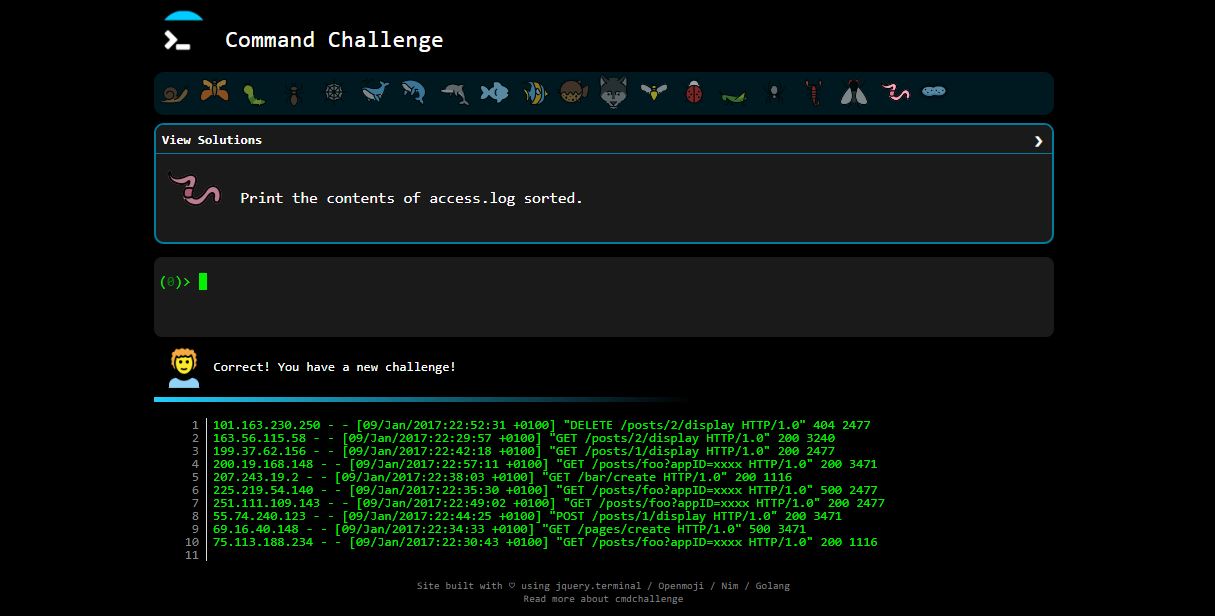 Command Challenge
View Solutions
Print the contents of access.log sorted.
(0)>
Correct! You have a new challenge!
1 101.163.230.250 - - [09/Jan/2017:22:52:31 +0100] "DELETE /posts/2/display HTTP/1.0" 404 2477
2 163.56.115.58 - - [09/Jan/2017:22:29:57 +0100] "GET /posts/2/display HTTP/1.0" 200 3240
3 199.37.62.156 - - [09/Jan/2017:22:42:18 +0100] "GET /posts/1/display HTTP/1.0" 200 2477
4 200.19.168.148 - - [09/Jan/2017:22:57:11 +0100] "GET /posts/foo?appID=xxxx HTTP/1.0" 200 3471
5 207.243.19.2 - - [09/Jan/2017:22:38:03 +0100] "GET /bar/create HTTP/1.0" 200 1116
6 225.219.54.140 - - [09/Jan/2017:22:35:30 +0100] "GET /posts/foo?appID=xxxx HTTP/1.0" 500 2477
7 251.111.109.143 - - [09/Jan/2017:22:49:02 +0100] "GET /posts/foo?appID=xxxx HTTP/1.0" 200 2477
8 55.74.240.123 - - [09/Jan/2017:22:44:25 +0100] "POST /posts/1/display HTTP/1.0" 200 3471
9 69.16.40.148 - - [09/Jan/2017:22:34:33 +0100] "GET /pages/create HTTP/1.0" 500 3471
10 75.113.188.234 - - [09/Jan/2017:22:30:43 +0100] "GET /posts/foo?appID=xxxx HTTP/1.0" 200 1116
11
Site built with ♡ using jquery.terminal / Openmoji / Nim / Golang
Read more about cmdchallenge